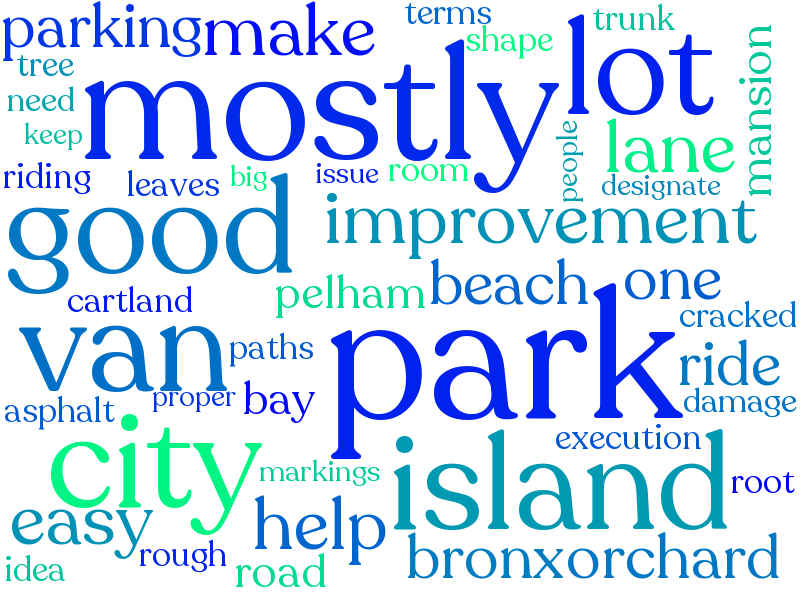 terms
parking
make
shape
trunk
tree
mostly
lot
mansion
need
keep
people
lane
riding
leaves
big
issue
room
designate
good
improvement
cartland
pelham
beach
one
cracked
van
paths
park
ride
asphalt
proper
bay
damage
city
markings
island
execution
root
easy
help
rough
bronx
orchard
idea
road